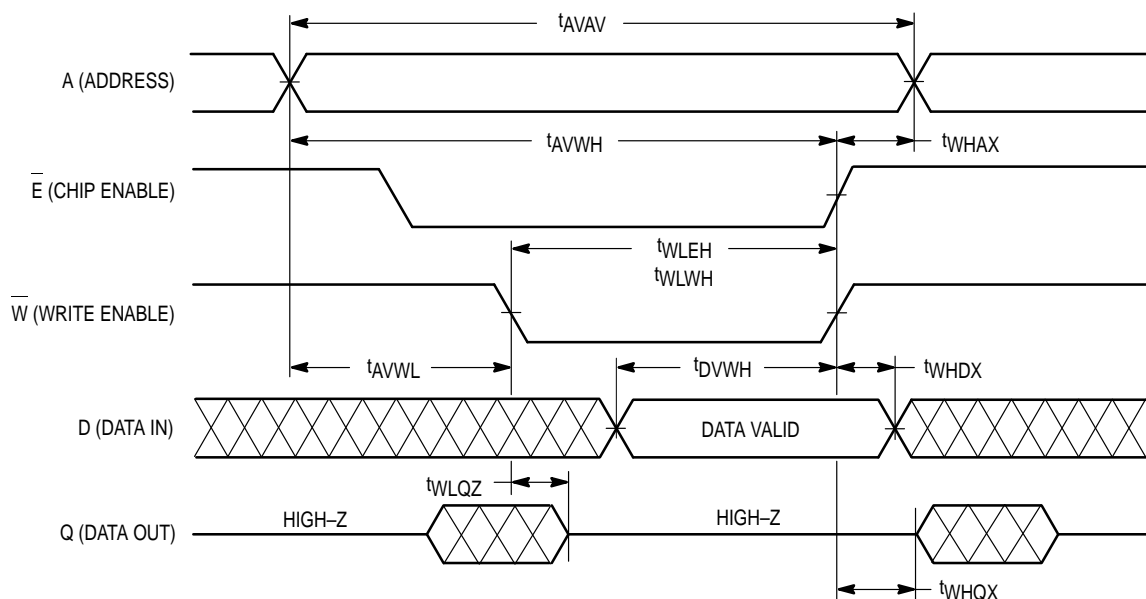 tAVAV
A (ADDRESS)
tAVWH
tWHAX
E (CHIP ENABLE)
tWLEH
tWLWH
W (WRITE ENABLE)
tAVWL
tDVWH
tWHDX
D (DATA IN)
DATA VALID
tWLQZ
Q (DATA OUT)
HIGH–Z
HIGH–Z
tWHQX